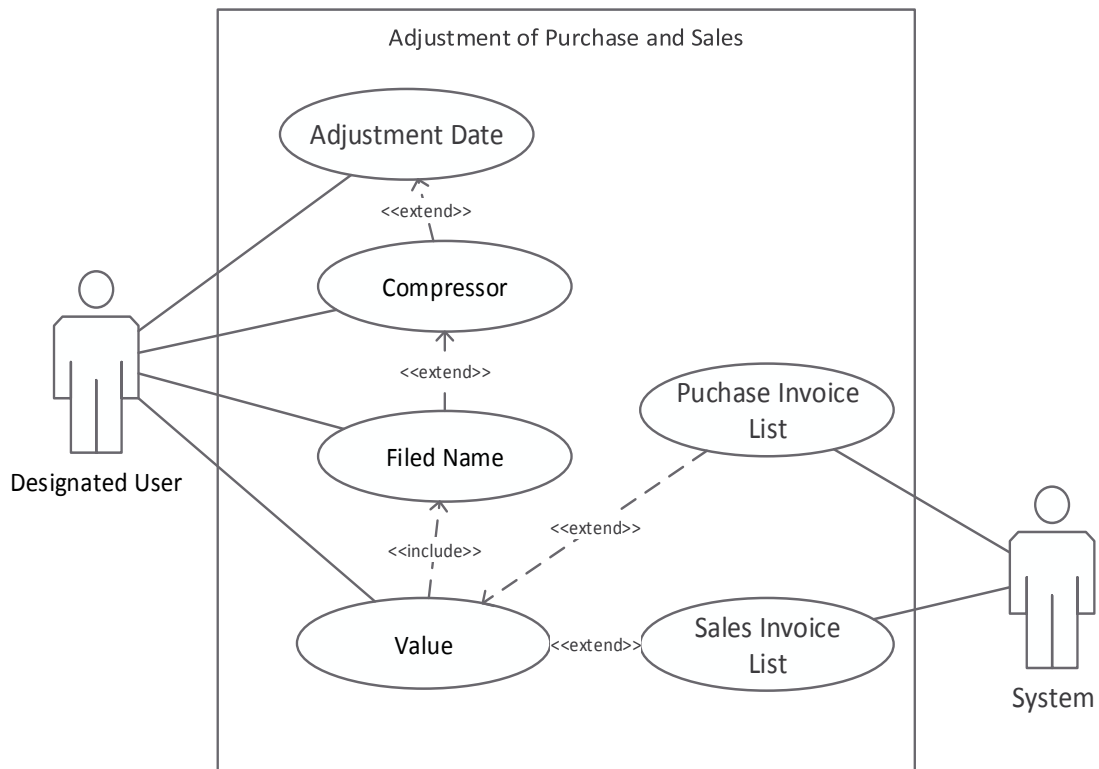 Adjustment of Purchase and Sales
Adjustment Date
<<extend>>
Compressor
<<extend>>
Filed Name
<<include>>
Value
Puchase Invoice
List
<<extend>>
<<extend>>
Sales Invoice
List
Designated User
System